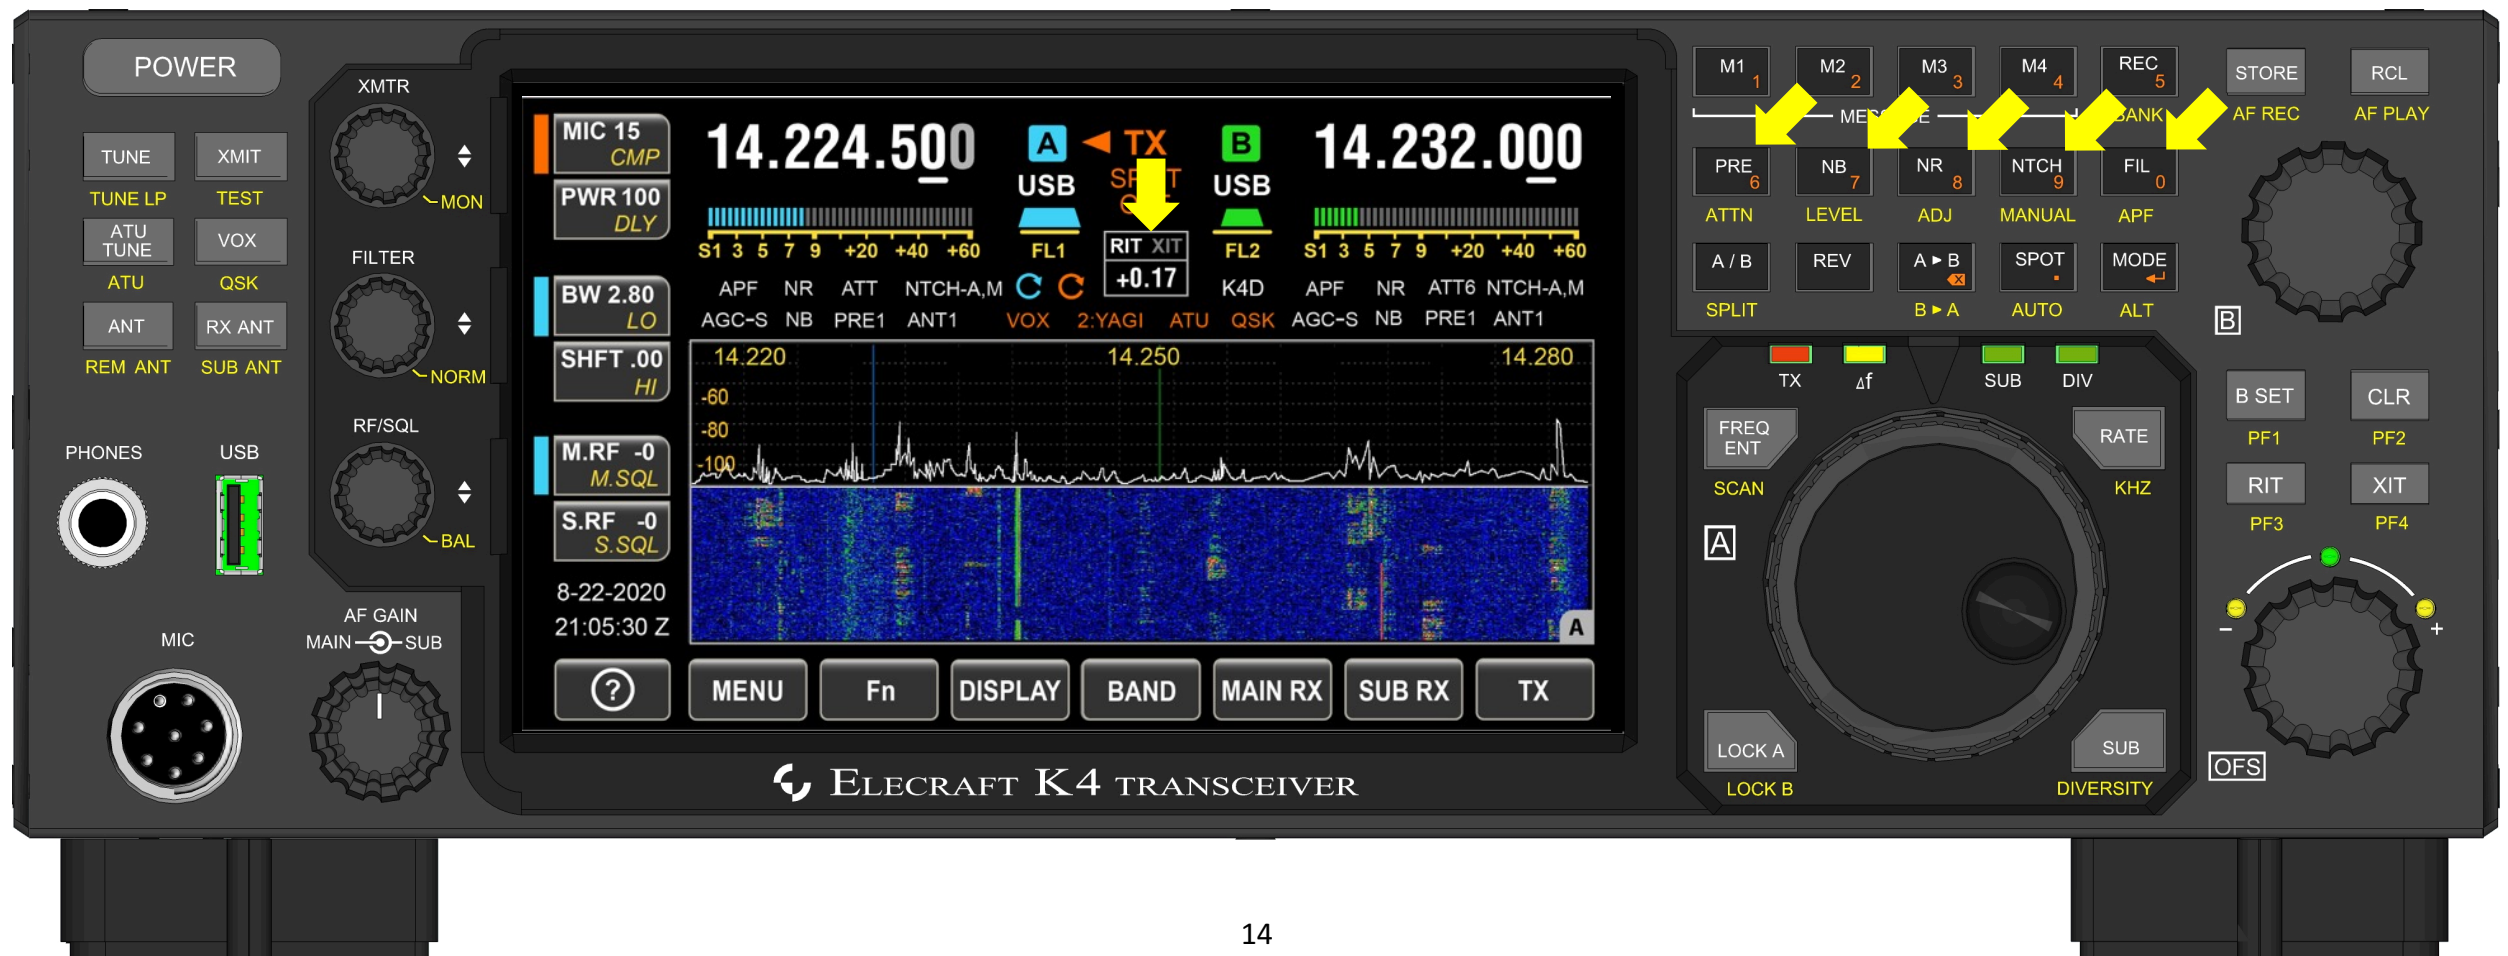 POWER
TUNE
XMIT
TUNE LP
TEST
ATU TUNE
VOX
ATU
QSK
ANT
RX ANT
REM ANT
SUB ANT
PHONES
USB
MIC
XMTR
MON
FILTER
NORM
RF/SQL
BAL
AF GAIN
MAIN
SUB
MIC 15
CMP
PWR 100
DLY
BW 2.80
LO
SHFT .00
HI
M.RF -0
M.SQL
S.RF -0
S.SQL
8-22-2020
21:05:30 Z
14.224.500
A
TX
B
14.232.000
USB
USB
S1 3 5 7 9 +20 +40 +60
FL1
RIT XIT
FL2
S1 3 5 7 9 +20 +40 +60
+0.17
APF NR ATT NTCH-A,M
K4D
APF NR ATT6 NTCH-A,M
AGC-S NB PRE1 ANT1
VOX 2:YAGI ATU QSK
AGC-S NB PRE1 ANT1
14.220 14.250 14.280
-60
-80
-100
A
?
MENU
Fn
DISPLAY
BAND
MAIN RX
SUB RX
TX
ELECRAFT K4 TRANSCEIVER
M1 1
M2 2
M3 3
M4 4
REC 5
STORE
RCL
BANK
AF REC
AF PLAY
PRE 6
NB 7
NR 8
NTCH 9
FIL 0
ATTN
LEVEL
ADJ
MANUAL
APF
A / B
REV
A ► B
SPOT .
MODE
SPLIT
B ► A
AUTO
ALT
B
TX
Δf
SUB
DIV
FREQ ENT
RATE
SCAN
KHZ
A
LOCK A
SUB
LOCK B
DIVERSITY
B SET
CLR
PF1
PF2
RIT
XIT
PF3
PF4
- +
OFS
14